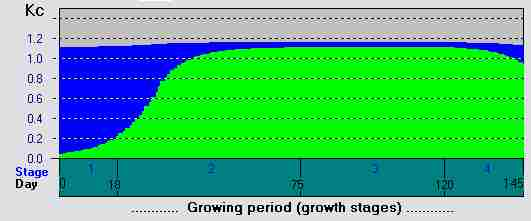 Kc
1.2
1.0
0.8
0.6
0.4
0.2
0.0
Stage 1 2 3 4
Day 0 18 75 120 145
.......... Growing period (growth stages) ..........